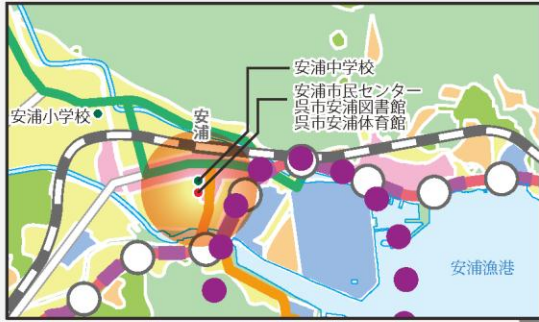 安浦中学校
安浦市民センター
呉市安浦図書館
呉市安浦体育館
安浦小学校
安浦
安浦漁港